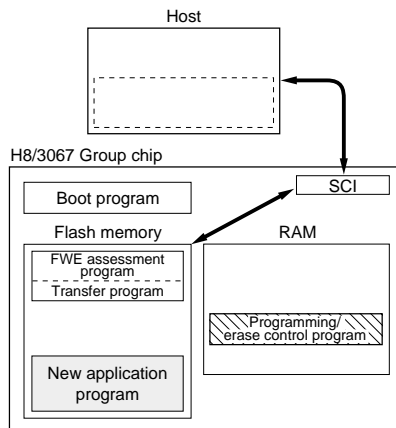 Host
H8/3067 Group chip
SCI
Boot program
Flash memory
RAM
FWE assessment
program
Transfer program
Programming/
erase control program
New application
program